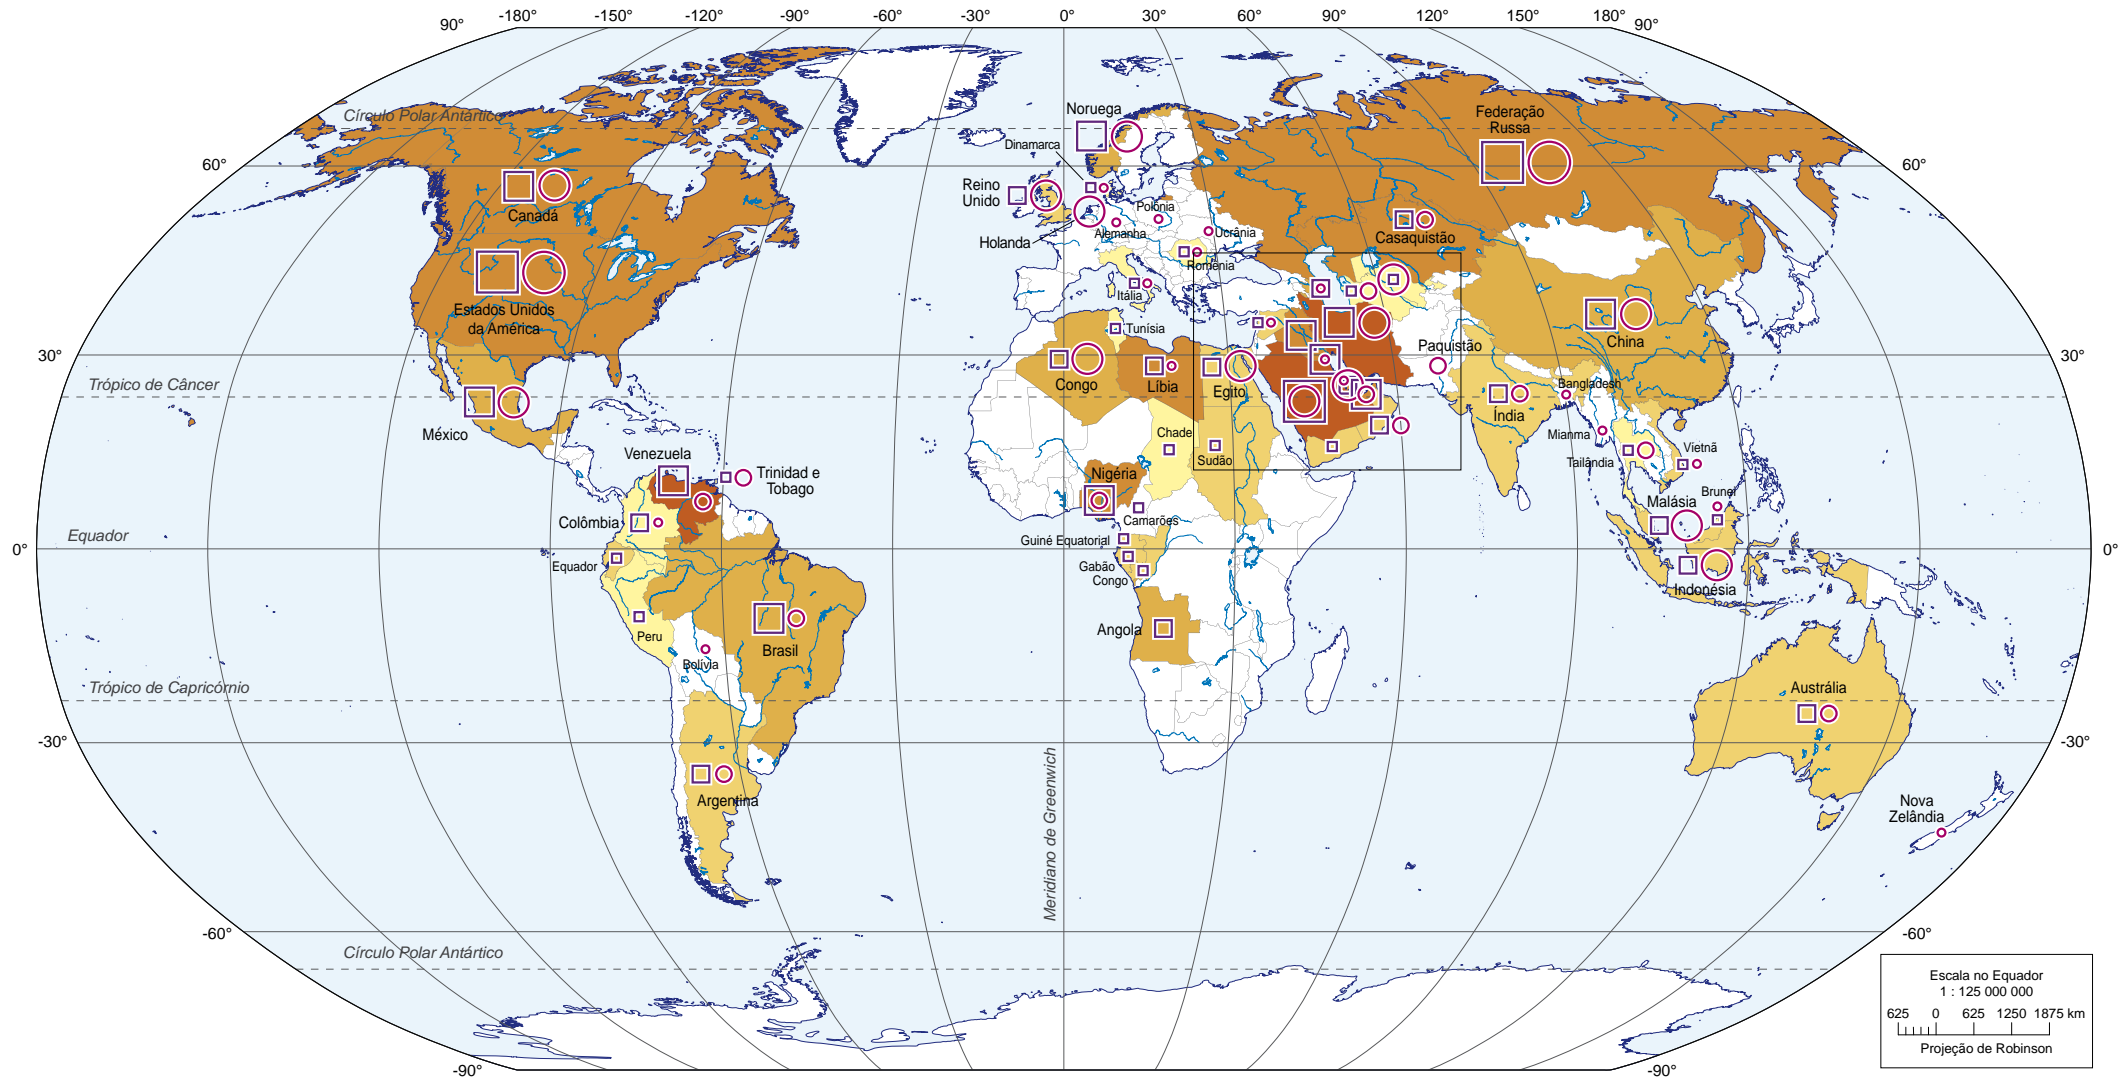 90°
-180°
-150°
-120°
-90°
-60°
-30°
0°
30°
60°
90°
120°
150°
180°
90°
Círculo Polar Antártico
Noruega
Federação
Russa
Dinamarca
60°
60°
Reino
Unido
Canadá
Polônia
Alemanha
Ucrânia
Casaquistão
Holanda
Romênia
Itália
Estados Unidos
da América
Tunísia
China
Paquistão
30°
30°
Trópico de Câncer
Congo
Líbia
Egito
Bangladesh
Índia
México
Chade
Mianma
Vietnã
Sudão
Tailândia
Venezuela
Trinidad e
Tobago
Nigéria
Malásia
Brunei
Colômbia
Camarões
Equador
Guiné Equatorial
0°
0°
Equador
Gabão
Congo
Indonésia
Peru
Angola
Brasil
Bolívia
Trópico de Capricórnio
Austrália
-30°
-30°
Argentina
Nova
Zelândia
Meridiano de Greenwich
-60°
-60°
Círculo Polar Antártico
Escala no Equador
1 : 125 000 000
625 0 625 1250 1875 km
Projeção de Robinson
-90°
-90°